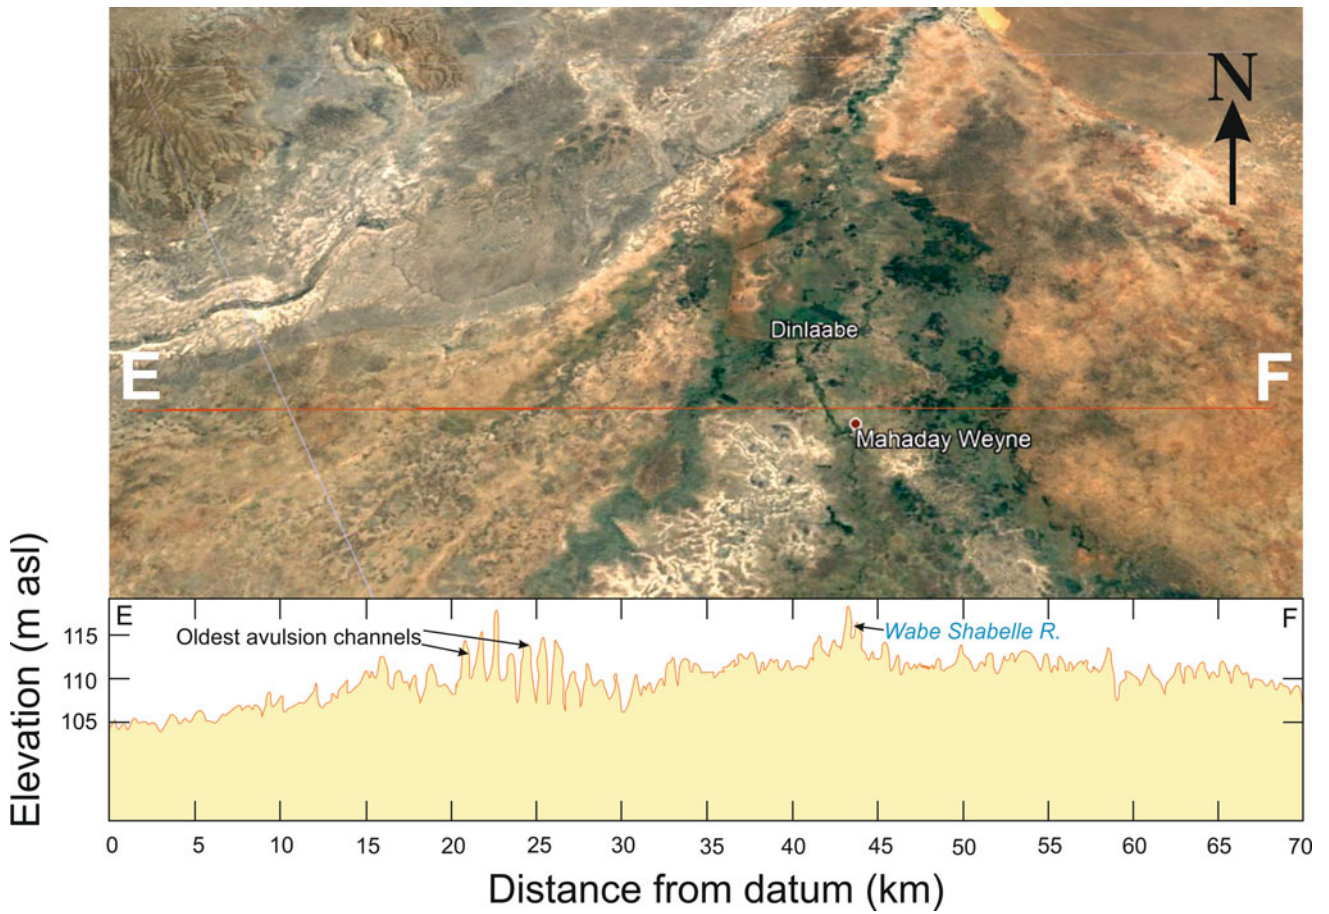 N
Dinlaabe
E
F
Mahaday Weyne
Elevation (m asl)
E
F
115
110
105
Oldest avulsion channels
Wabe Shabelle R.
0 5 10 15 20 25 30 35 40 45 50 55 60 65 70
Distance from datum (km)